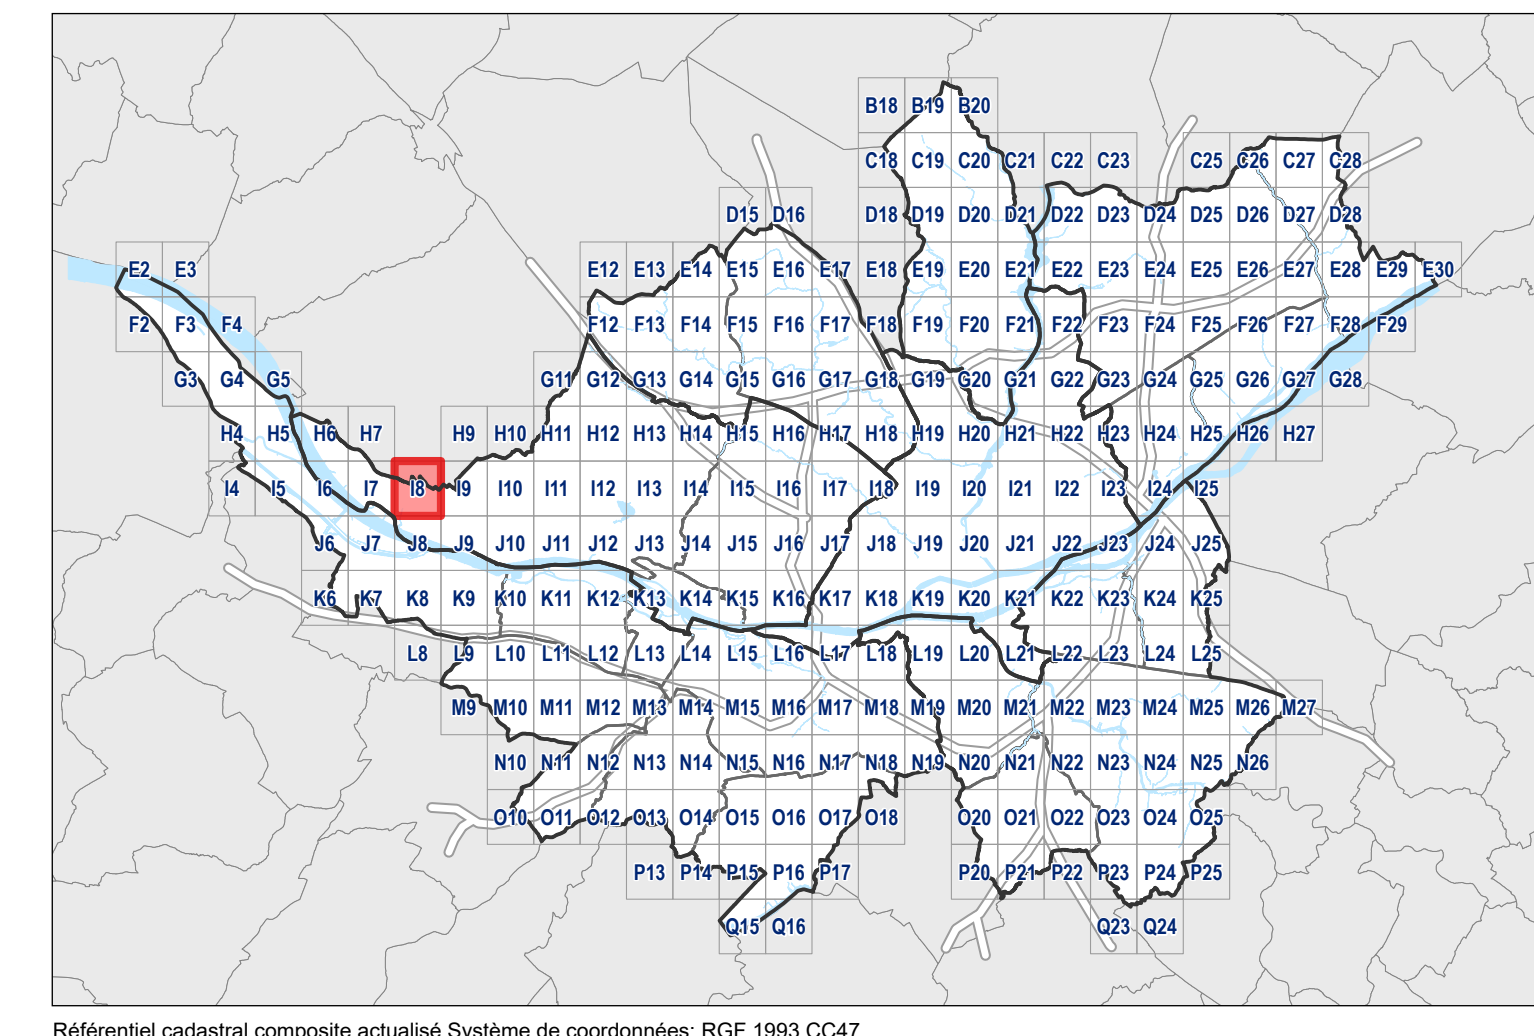 B18 B19 B20
C18 C19 C20 C21 C22 C23 C25 C26 C27 C28
D15 D16 D18 D19 D20 D21 D22 D23 D24 D25 D26 D27 D28
E2 E3 E12 E13 E14 E15 E16 E17 E18 E19 E20 E21 E22 E23 E24 E25 E26 E27 E28 E29 E30
F2 F3 F4 F12 F13 F14 F15 F16 F17 F18 F19 F20 F21 F22 F23 F24 F25 F26 F27 F28 F29
G3 G4 G5 G11 G12 G13 G14 G15 G16 G17 G18 G19 G20 G21 G22 G23 G24 G25 G26 G27 G28
H4 H5 H6 H7 H9 H10 H11 H12 H13 H14 H15 H16 H17 H18 H19 H20 H21 H22 H23 H24 H25 H26 H27
I4 I5 I6 I7 I8 I9 I10 I11 I12 I13 I14 I15 I16 I17 I18 I19 I20 I21 I22 I23 I24 I25
J6 J7 J8 J9 J10 J11 J12 J13 J14 J15 J16 J17 J18 J19 J20 J21 J22 J23 J24 J25
K6 K7 K8 K9 K10 K11 K12 K13 K14 K15 K16 K17 K18 K19 K20 K21 K22 K23 K24 K25
L8 L9 L10 L11 L12 L13 L14 L15 L16 L17 L18 L19 L20 L21 L22 L23 L24 L25
M9 M10 M11 M12 M13 M14 M15 M16 M17 M18 M19 M20 M21 M22 M23 M24 M25 M26 M27
N10 N11 N12 N13 N14 N15 N16 N17 N18 N19 N20 N21 N22 N23 N24 N25 N26
O10 O11 O12 O13 O14 O15 O16 O17 O18 O20 O21 O22 O23 O24 O25
P13 P14 P15 P16 P17 P20 P21 P22 P23 P24 P25
Q15 Q16 Q23 Q24
Référentiel cadastral composite actualisé Système de coordonnées: RGF 1993 CC47